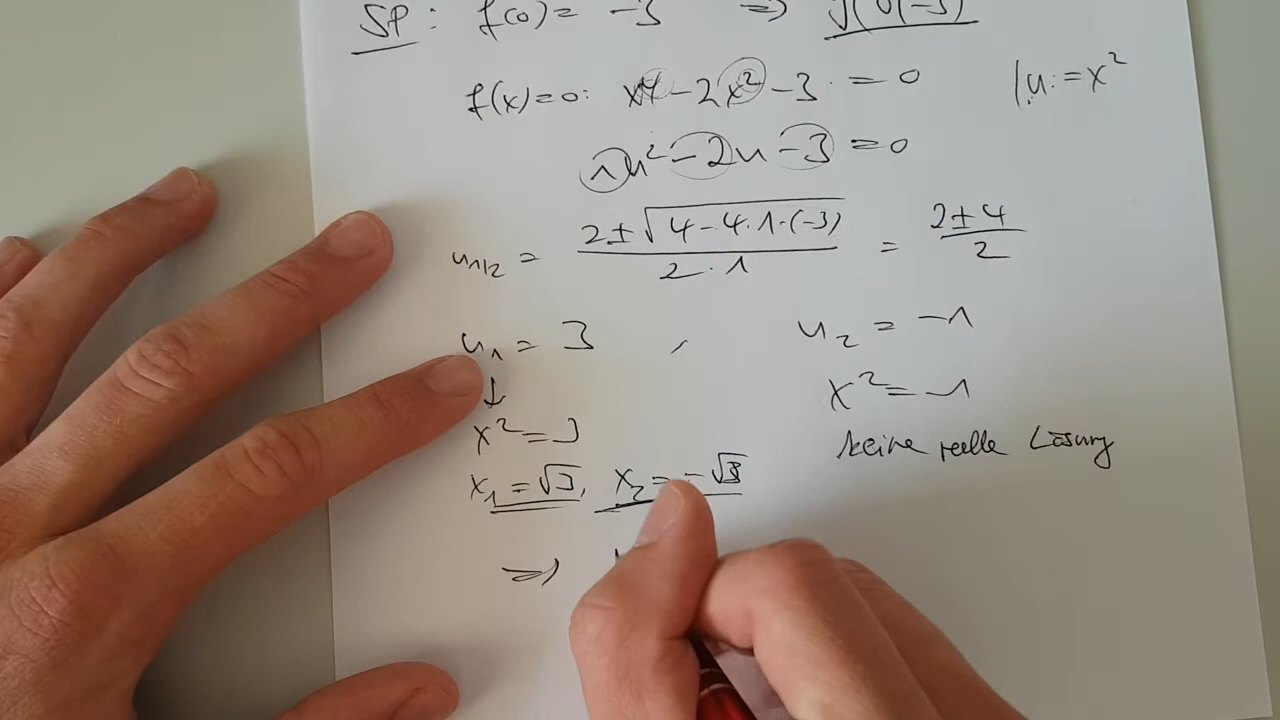 SP: f(0) = -3 ⇒ Sy(0|-3)
f(x)=0: x⁴ - 2x² - 3 = 0 | u := x²
1u² - 2u - 3 = 0
u1/2 = (2 ± √(4 - 4·1·(-3))) / (2·1) = (2 ± 4) / 2
u₁ = 3 , u₂ = -1
↓
x² = 3 x² = -1
keine reelle Lösung
x₁ = √3, x₂ = -√3
⇒